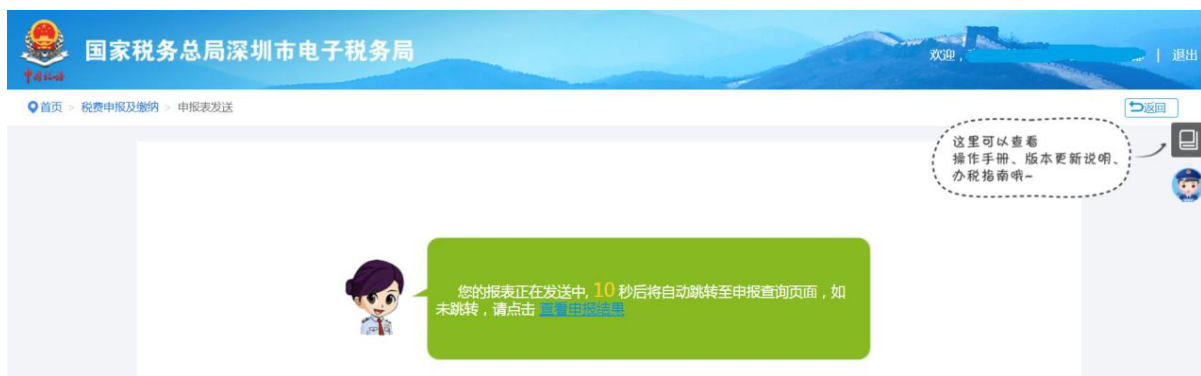 国家税务总局深圳市电子税务局
中国税务
欢迎，
| 退出
首页 > 税费申报及缴纳 > 申报表发送
返回
这里可以查看
操作手册、版本更新说明、
办税指南哦~
您的报表正在发送中, 10 秒后将自动跳转至申报查询页面，如
未跳转，请点击 查看申报结果